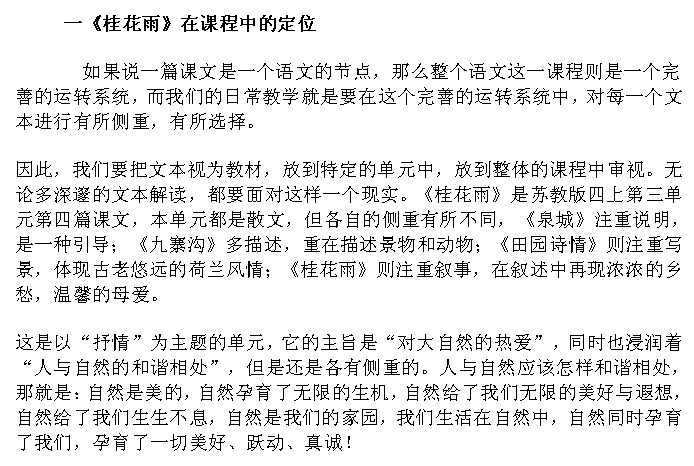 一《桂花雨》在课程中的定位
如果说一篇课文是一个语文的节点，那么整个语文这一课程则是一个完
善的运转系统，而我们的日常教学就是要在这个完善的运转系统中，对每一个文
本进行有所侧重，有所选择。
因此，我们要把文本视为教材，放到特定的单元中，放到整体的课程中审视。无
论多深邃的文本解读，都要面对这样一个现实。《桂花雨》是苏教版四上第三单
元第四篇课文，本单元都是散文，但各自的侧重有所不同，《泉城》注重说明，
是一种引导；《九寨沟》多描述，重在描述景物和动物；《田园诗情》则注重写
景，体现古老悠远的荷兰风情；《桂花雨》则注重叙事，在叙述中再现浓浓的乡
愁，温馨的母爱。
这是以“抒情”为主题的单元，它的主旨是“对大自然的热爱”，同时也浸润着
“人与自然的和谐相处”，但是还是各有侧重的。人与自然应该怎样和谐相处，
那就是：自然是美的，自然孕育了无限的生机，自然给了我们无限的美好与遐想，
自然给了我们生生不息，自然是我们的家园，我们生活在自然中，自然同时孕育
了我们，孕育了一切美好、跃动、真诚！